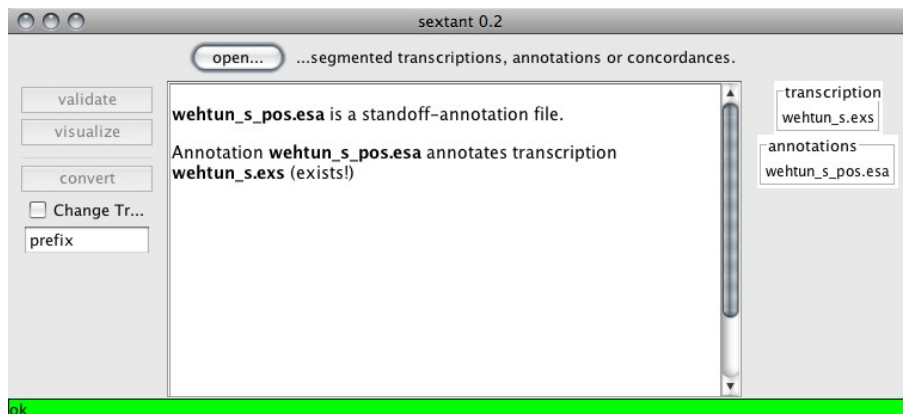 sextant 0.2
open... ...segmented transcriptions, annotations or concordances.
validate
visualize
convert
Change Tr...
prefix
wehtun_s_pos.esa is a standoff-annotation file.
Annotation wehtun_s_pos.esa annotates transcription
wehtun_s.exs (exists!)
transcription
wehtun_s.exs
annotations
wehtun_s_pos.esa
ok